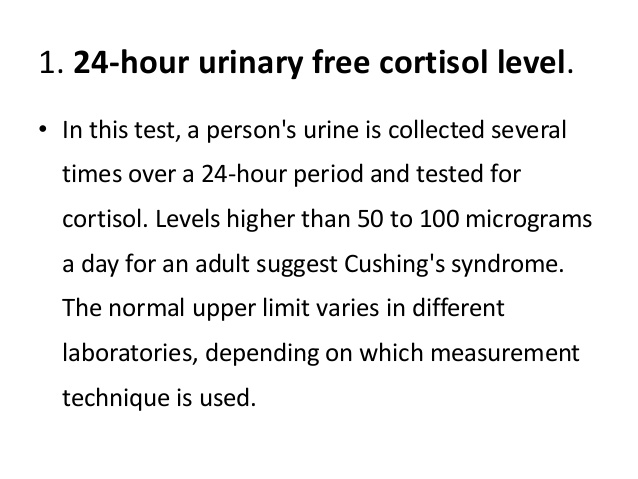 1. 24-hour urinary free cortisol level.
• In this test, a person's urine is collected several
times over a 24-hour period and tested for
cortisol. Levels higher than 50 to 100 micrograms
a day for an adult suggest Cushing's syndrome.
The normal upper limit varies in different
laboratories, depending on which measurement
technique is used.